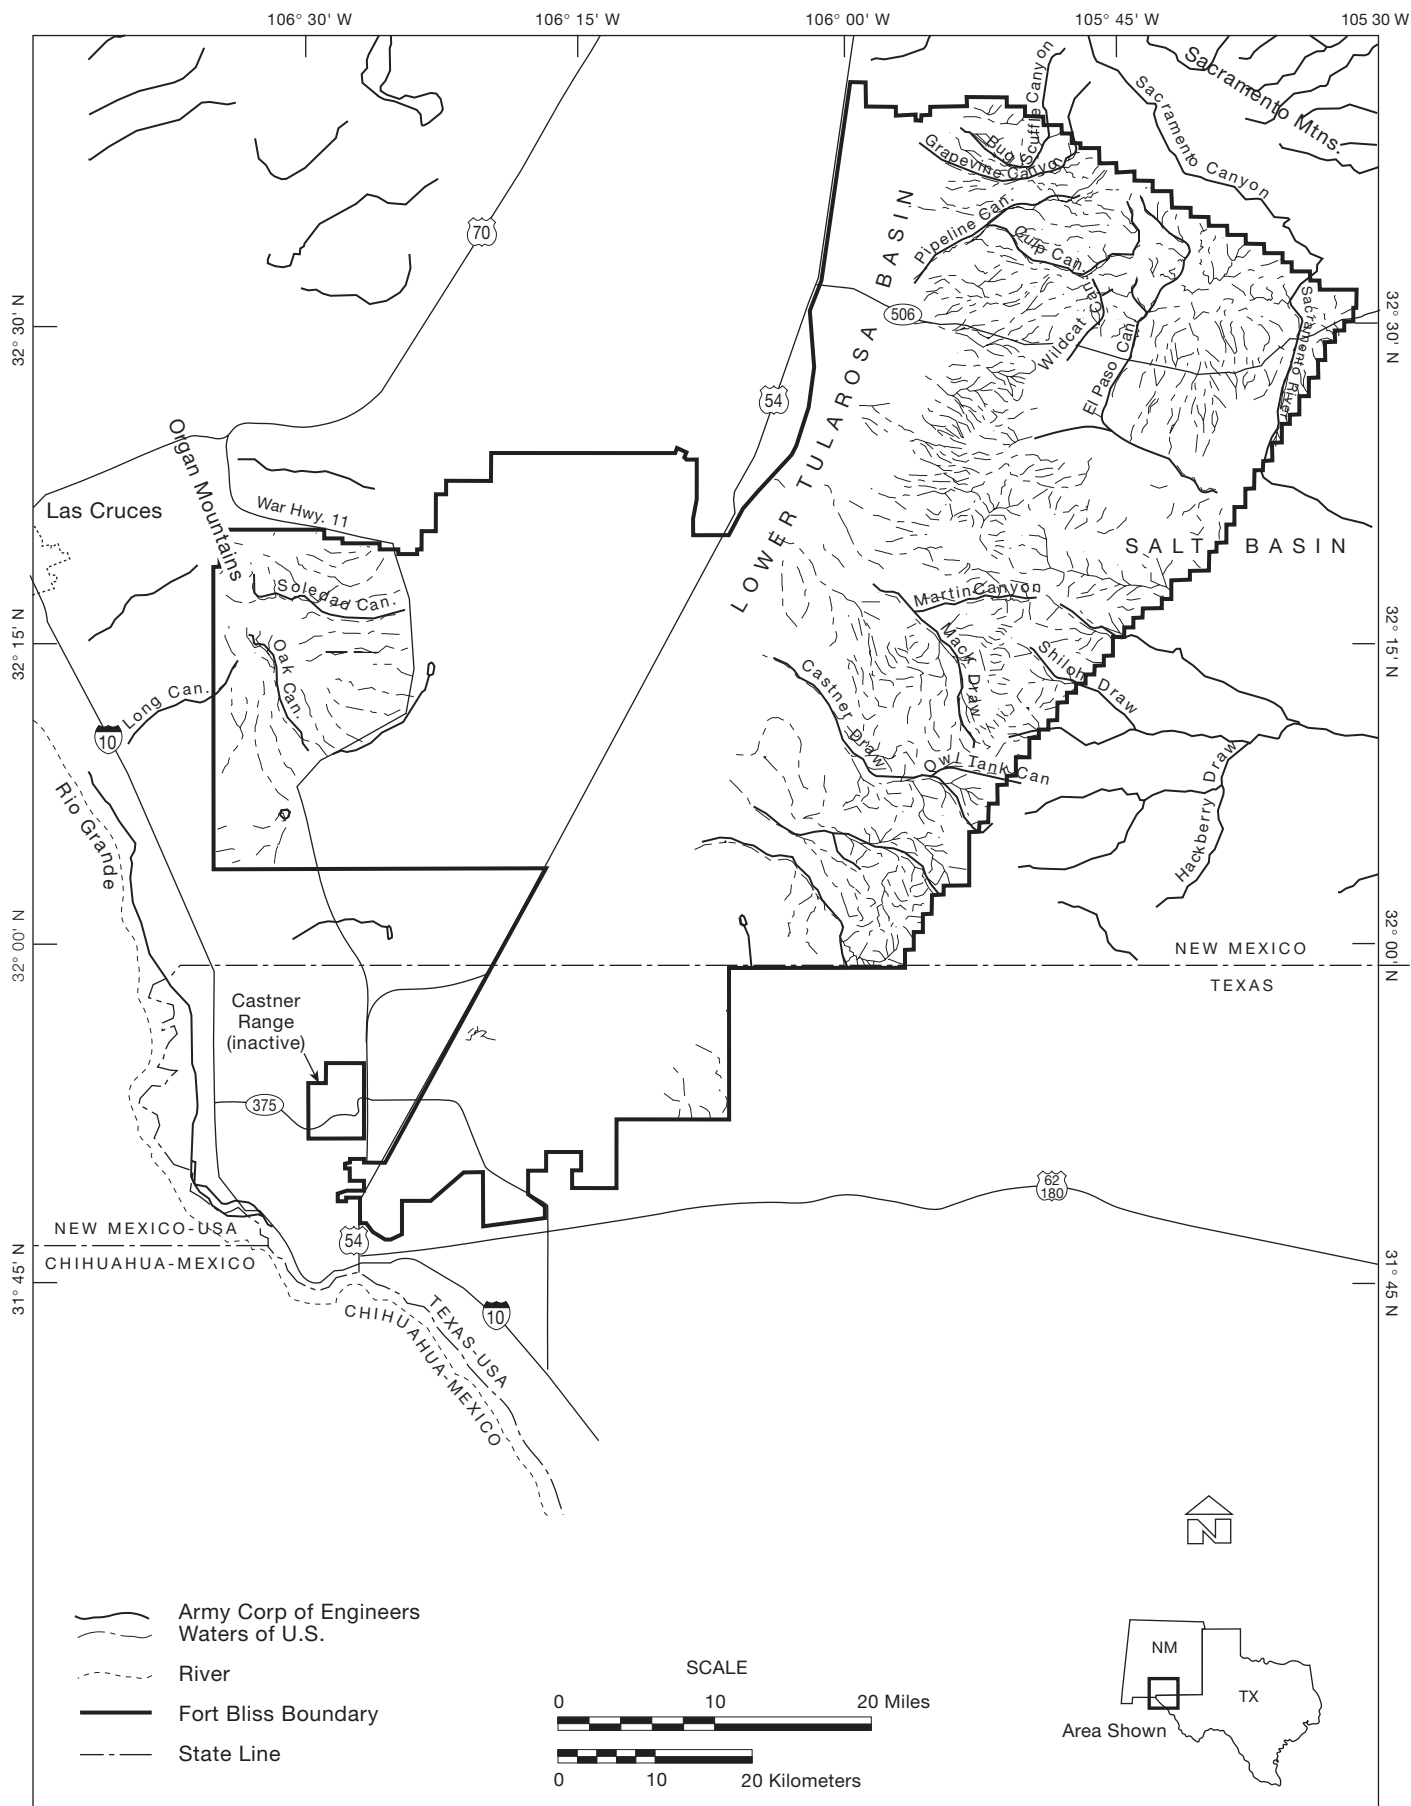 106° 30' W
106° 15' W
106° 00' W
105° 45' W
105 30 W
Sacramento Mtns.
Sacramento Canyon
Scuffle Canyon
Bug
Grapevine Canyon
Pipeline Can.
Culp Can.
Wildcat Can.
El Paso Can.
Sacramento River
70
506
54
32° 30' N
32° 30' N
LOWER TULAROSA BASIN
Organ Mountains
Las Cruces
War Hwy. 11
SALT BASIN
Soledad Can.
Martin Canyon
32° 15' N
32° 15' N
Oak Can.
Mack Draw
Shiloh Draw
Long Can.
Castner Draw
10
Owl Tank Can
Hackberry Draw
Rio Grande
32° 00' N
32° 00' N
NEW MEXICO
TEXAS
Castner
Range
(inactive)
375
62
180
NEW MEXICO-USA
54
CHIHUAHUA-MEXICO
31° 45' N
31° 45' N
10
TEXAS-USA
CHIHUAHUA-MEXICO
N
Army Corp of Engineers
Waters of U.S.
River
Fort Bliss Boundary
State Line
SCALE
0 10 20 Miles
0 10 20 Kilometers
NM
TX
Area Shown